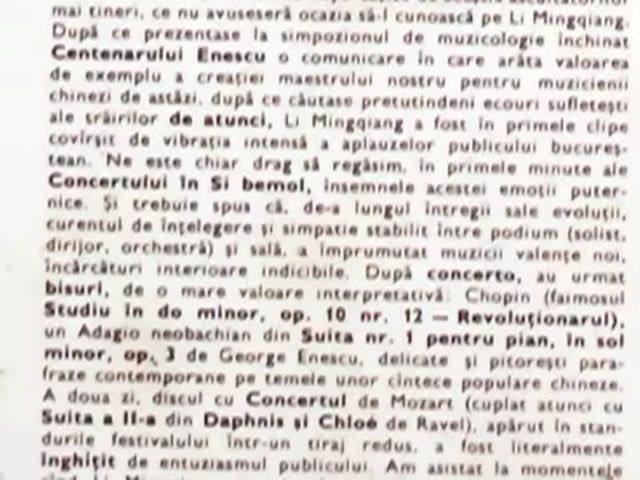 mai tineri, ce nu avuseseră ocazia să-l cunoască pe Li Mingqiang.
După ce prezentase la simpozionul de muzicologie închinat
Centenarului Enescu o comunicare în care arăta valoarea
de exemplu a creației maestrului nostru pentru muzicienii
chinezi de astăzi, după ce căutase pretutindeni ecouri sufletești
ale trăirilor de atunci, Li Mingqiang a fost în primele clipe
covîrșit de vibrația intensă a aplauzelor publicului bucureș-
tean. Ne este chiar drag să regăsim, în primele minute ale
Concertului în Si bemol, însemnele acestei emoții puter-
nice. Și trebuie spus că, de-a lungul întregii sale evoluții,
curentul de înțelegere și simpatie stabilit între podium (solist,
dirijor, orchestră) și sală, a împrumutat muzicii valențe noi,
încărcături interioare indicibile. După concerto, au urmat
bisuri, de o mare valoare interpretativă: Chopin (faimosul
Studiu în do minor, op. 10 nr. 12 — Revoluționarul),
un Adagio neobachian din Suita nr. 1 pentru pian, în sol
minor, op. 3 de George Enescu, delicate și pitorești para-
fraze contemporane pe temele unor cîntece populare chineze.
A doua zi, discul cu Concertul de Mozart (cuplat atunci cu
Suita a II-a din Daphnis și Chloé de Ravel), apărut în stan-
durile festivalului într-un tiraj redus, a fost literalmente
înghițit de entuziasmul publicului. Am asistat la momentele